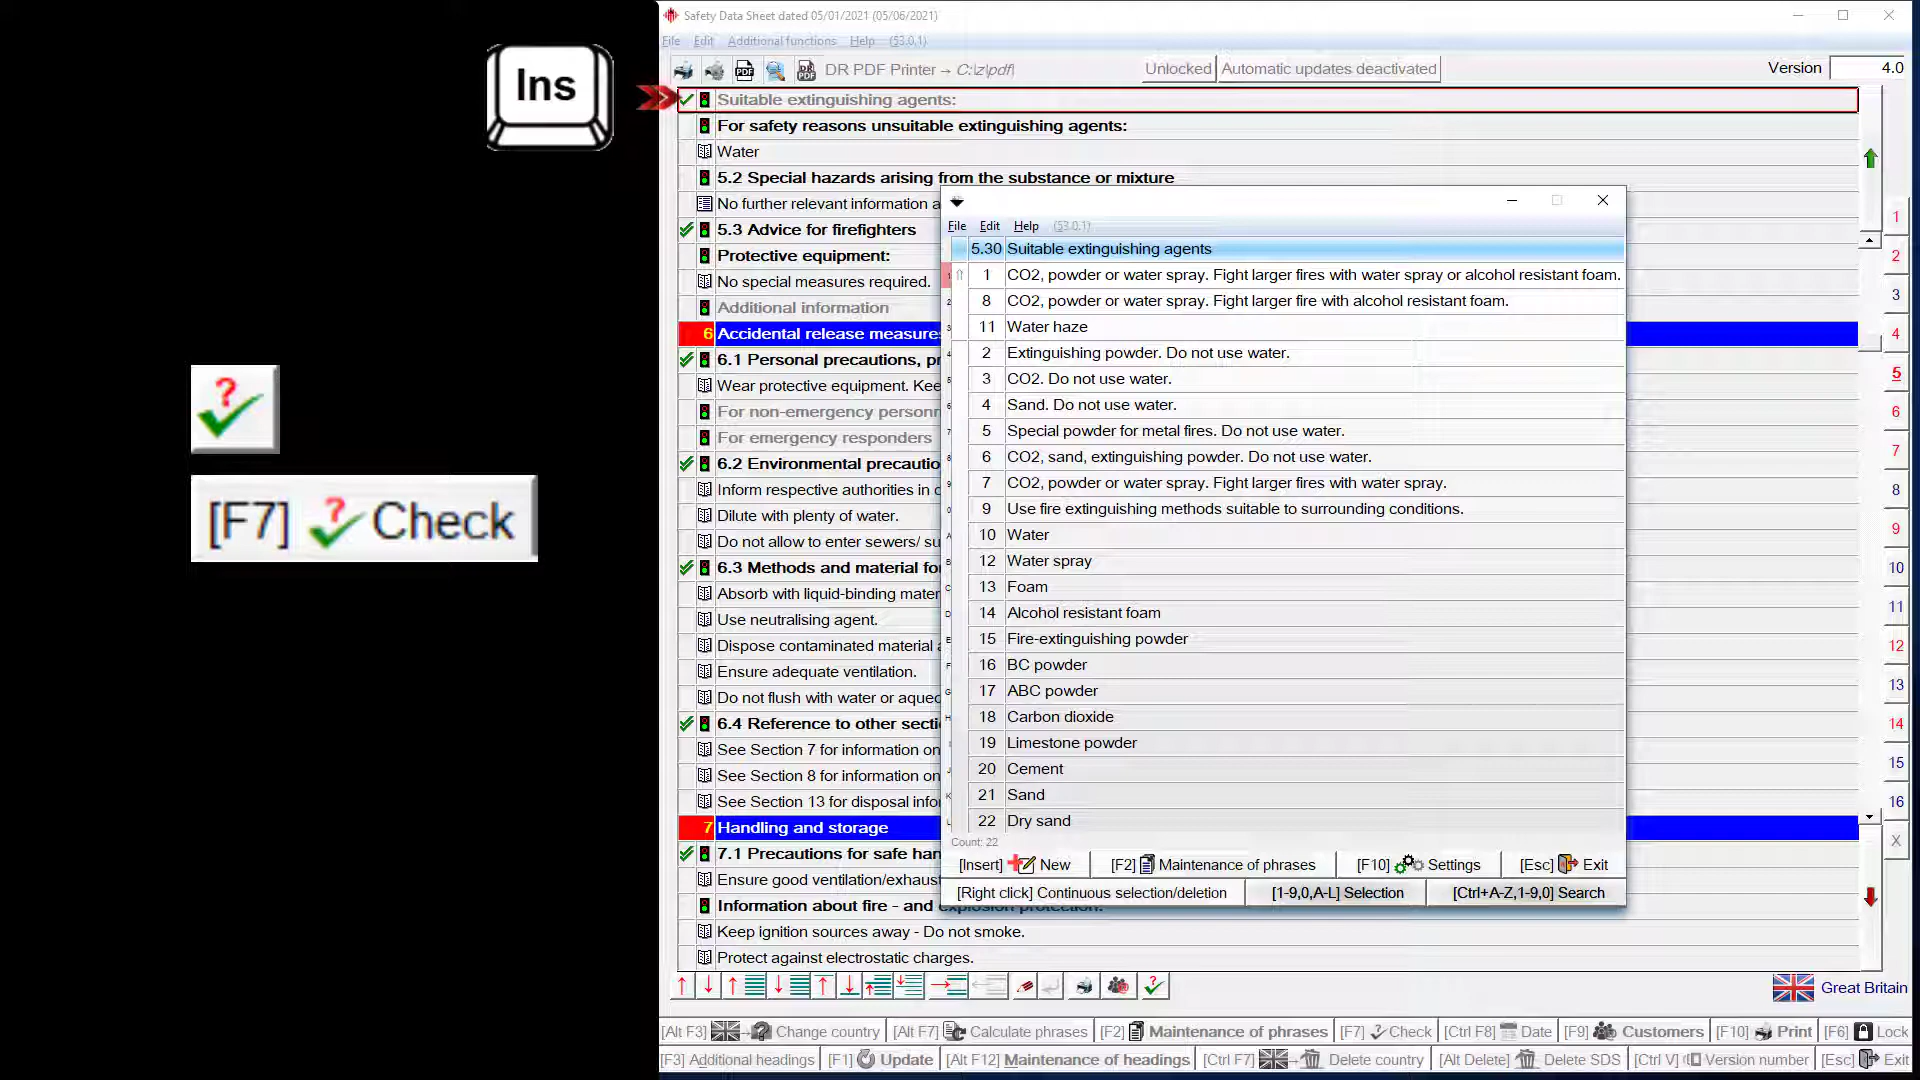 Ins
[F7] ? Check
Safety Data Sheet dated 05/01/2021 (05/06/2021)
File Edit Additional functions Help (53.0.1)
DR PDF Printer → C:\z\pdf\ Unlocked Automatic updates deactivated Version 4.0
Suitable extinguishing agents:
For safety reasons unsuitable extinguishing agents:
Water
5.2 Special hazards arising from the substance or mixture
No further relevant information a
5.3 Advice for firefighters
Protective equipment:
No special measures required.
Additional information
6 Accidental release measures
6.1 Personal precautions, pr
Wear protective equipment. Kee
For non-emergency personn
For emergency responders
6.2 Environmental precautio
Inform respective authorities in c
Dilute with plenty of water.
Do not allow to enter sewers/ su
6.3 Methods and material fo
Absorb with liquid-binding mater
Use neutralising agent.
Dispose contaminated material a
Ensure adequate ventilation.
Do not flush with water or aque
6.4 Reference to other secti
See Section 7 for information on
See Section 8 for information on
See Section 13 for disposal info
7 Handling and storage
7.1 Precautions for safe han
Ensure good ventilation/exhaust
Information about fire - and explosion protection:
Keep ignition sources away - Do not smoke.
Protect against electrostatic charges.
File Edit Help (53.0.1)
5.30 Suitable extinguishing agents
1 CO2, powder or water spray. Fight larger fires with water spray or alcohol resistant foam.
8 CO2, powder or water spray. Fight larger fire with alcohol resistant foam.
11 Water haze
2 Extinguishing powder. Do not use water.
3 CO2. Do not use water.
4 Sand. Do not use water.
5 Special powder for metal fires. Do not use water.
6 CO2, sand, extinguishing powder. Do not use water.
7 CO2, powder or water spray. Fight larger fires with water spray.
9 Use fire extinguishing methods suitable to surrounding conditions.
10 Water
12 Water spray
13 Foam
14 Alcohol resistant foam
15 Fire-extinguishing powder
16 BC powder
17 ABC powder
18 Carbon dioxide
19 Limestone powder
20 Cement
21 Sand
22 Dry sand
Count: 22
[Insert] New [F2] Maintenance of phrases [F10] Settings [Esc] Exit
[Right click] Continuous selection/deletion [1-9,0,A-L] Selection [Ctrl+A-Z,1-9,0] Search
1
2
3
4
5
6
7
8
9
10
11
12
13
14
15
16
X
Great Britain
[Alt F3] Change country [Alt F7] Calculate phrases [F2] Maintenance of phrases [F7] Check [Ctrl F8] Date [F9] Customers [F10] Print [F6] Lock
[F3] Additional headings [F1] Update [Alt F12] Maintenance of headings [Ctrl F7] Delete country [Alt Delete] Delete SDS [Ctrl V] Version number [Esc] Exit